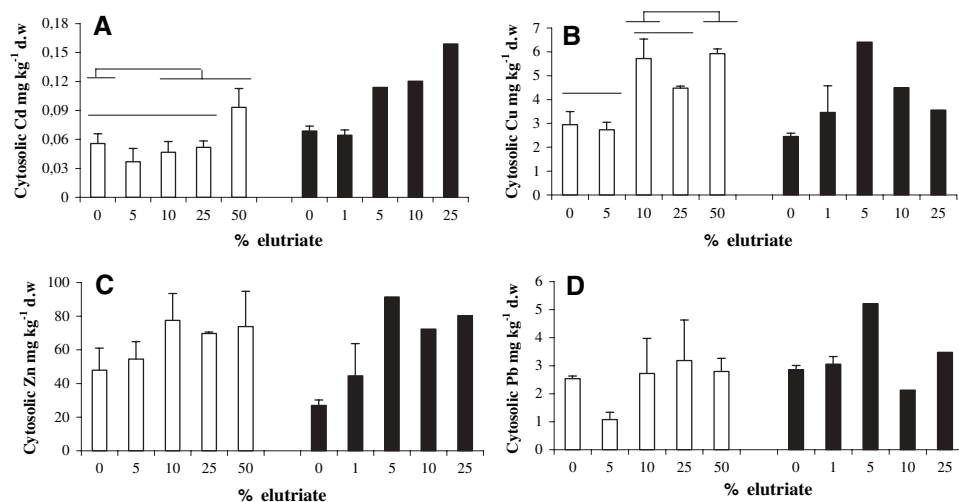 A
Cytosolic Cd mg kg⁻¹ d.w
0,18
0,15
0,12
0,09
0,06
0,03
0
0 5 10 25 50 0 1 5 10 25
% elutriate
B
Cytosolic Cu mg kg⁻¹ d.w
7
6
5
4
3
2
1
0
0 5 10 25 50 0 1 5 10 25
% elutriate
C
Cytosolic Zn mg kg⁻¹ d.w
100
80
60
40
20
0
0 5 10 25 50 0 1 5 10 25
% elutriate
D
Cytosolic Pb mg kg⁻¹ d.w
6
5
4
3
2
1
0
0 5 10 25 50 0 1 5 10 25
% elutriate